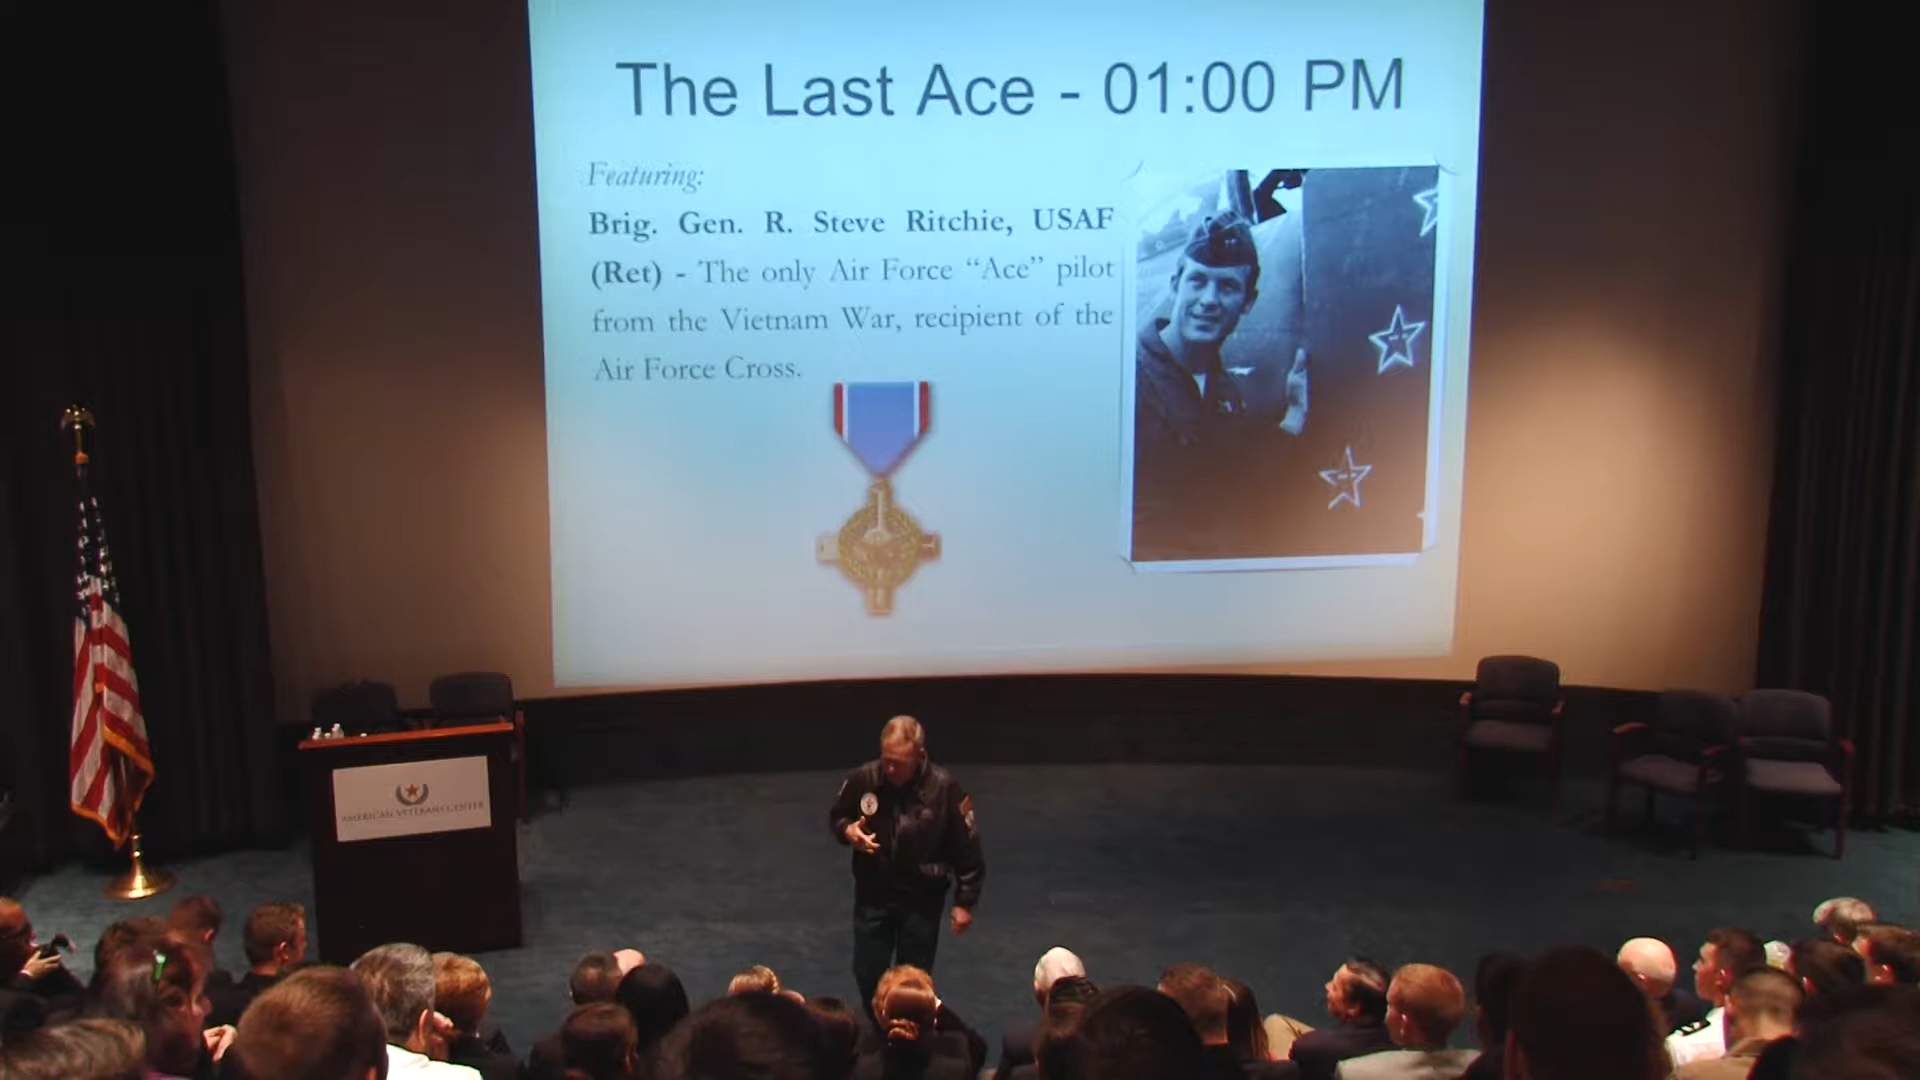 The Last Ace - 01:00 PM
Featuring:
Brig. Gen. R. Steve Ritchie, USAF
(Ret) - The only Air Force “Ace” pilot
from the Vietnam War, recipient of the
Air Force Cross.
AMERICAN VETERANS CENTER